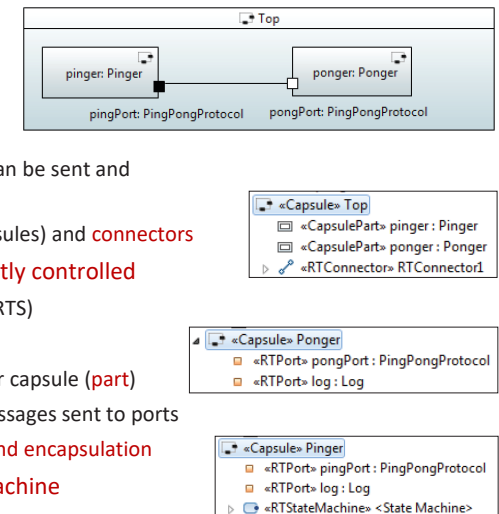 Top
pinger: Pinger
ponger: Ponger
pingPort: PingPongProtocol
pongPort: PingPongProtocol
an be sent and
«Capsule» Top
«CapsulePart» pinger : Pinger
«CapsulePart» ponger : Ponger
«RTConnector» RTConnector1
sules) and connectors
tly controlled
RTS)
«Capsule» Ponger
«RTPort» pongPort : PingPongProtocol
«RTPort» log : Log
r capsule (part)
ssages sent to ports
nd encapsulation
achine
«Capsule» Pinger
«RTPort» pingPort : PingPongProtocol
«RTPort» log : Log
«RTStateMachine» <State Machine>